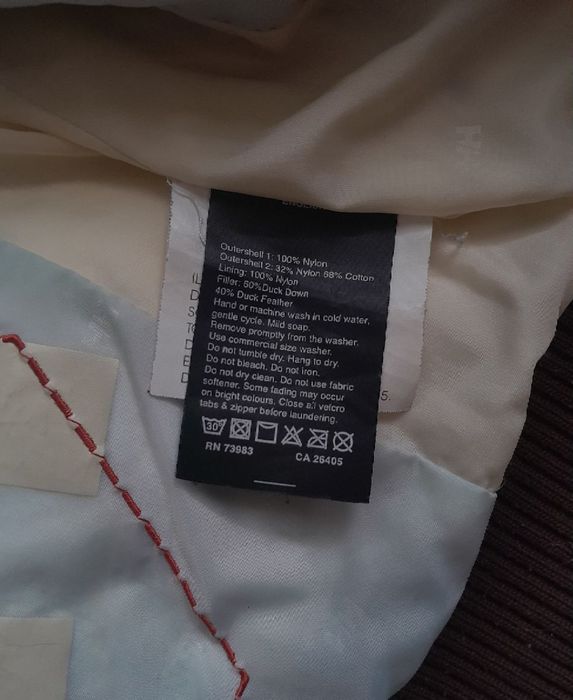 Outershell 1: 100% Nylon
Outershell 2: 32% Nylon 68% Cotton
Lining: 100% Nylon
Filler: 60%Duck Down
40% Duck Feather
Hand or machine wash in cold water,
gentle cycle. Mild soap.
Remove promptly from the washer.
Use commercial size washer.
Do not tumble dry. Hang to dry.
Do not bleach. Do not iron.
Do not dry clean. Do not use fabric
softener. Some fading may occur
on bright colours. Close all velcro
tabs & zipper before laundering.
30°
RN 73983 CA 26405